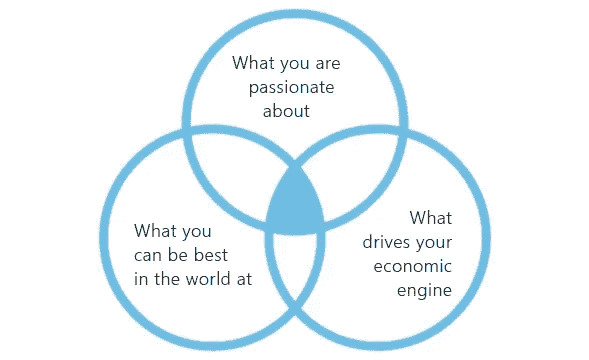 What you are
passionate
about
What you
can be best
in the world at
What
drives your
economic
engine